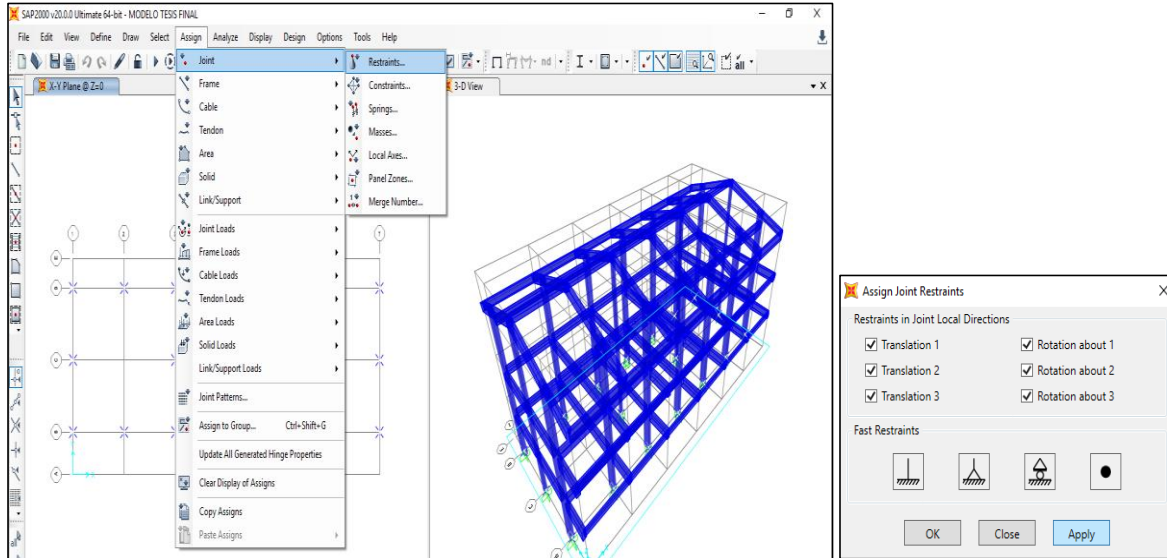 SAP2000 v20.0.0 Ultimate 64-bit - MODELO TESIS FINAL
File Edit View Define Draw Select Assign Analyze Display Design Options Tools Help
nd
all
X-Y Plane @ Z=0
3-D View
Joint
Frame
Cable
Tendon
Area
Solid
Link/Support
Joint Loads
Frame Loads
Cable Loads
Tendon Loads
Area Loads
Solid Loads
Link/Support Loads
Joint Patterns...
Assign to Group... Ctrl+Shift+G
Update All Generated Hinge Properties
Clear Display of Assigns
Copy Assigns
Paste Assigns
Restraints...
Constraints...
Springs...
Masses...
Local Axes...
Panel Zones...
Merge Number...
Assign Joint Restraints
Restraints in Joint Local Directions
Translation 1 Rotation about 1
Translation 2 Rotation about 2
Translation 3 Rotation about 3
Fast Restraints
OK Close Apply